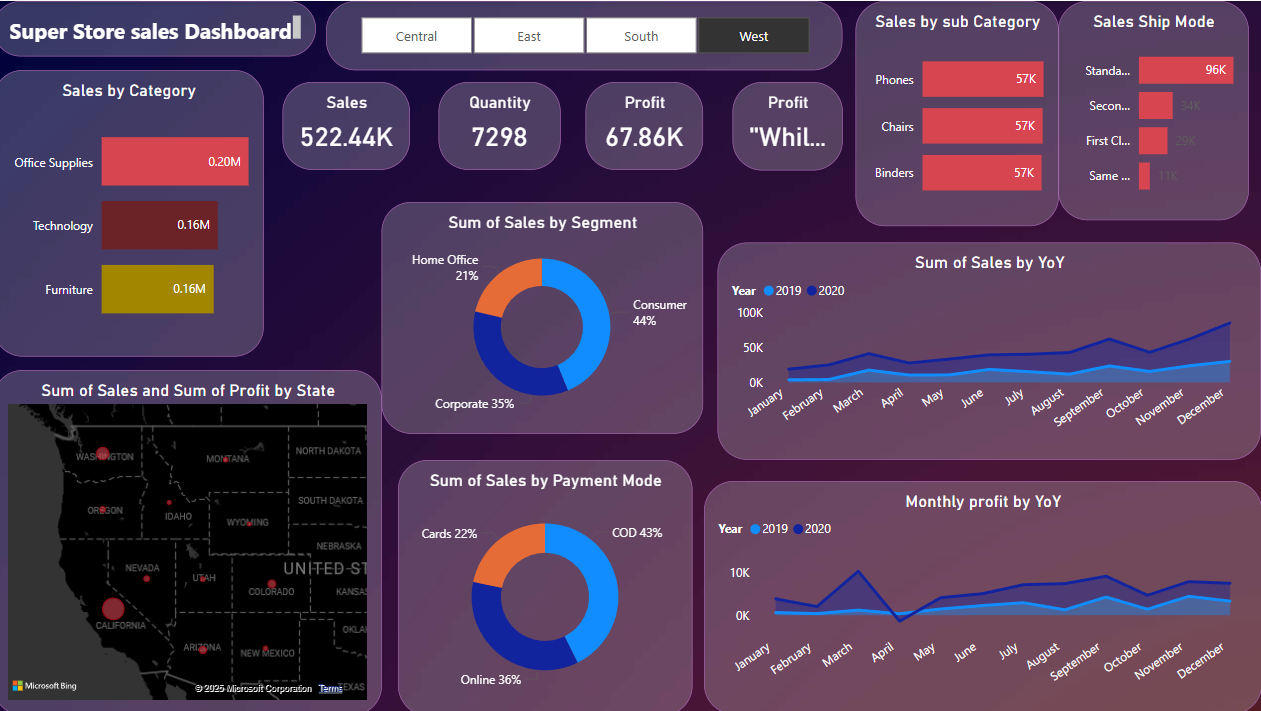 Super Store sales Dashboard
Central
East
South
West
Sales by Category
Office Supplies
0.20M
Technology
0.16M
Furniture
0.16M
Sales
522.44K
Quantity
7298
Profit
67.86K
Profit
"Whil...
Sales by sub Category
Phones
57K
Chairs
57K
Binders
57K
Sales Ship Mode
Standa...
96K
Secon...
34K
First Cl...
29K
Same ...
11K
Sum of Sales by Segment
Home Office
21%
Consumer
44%
Corporate 35%
Sum of Sales by YoY
Year 2019 2020
100K
50K
0K
January
February
March
April
May
June
July
August
September
October
November
December
Sum of Sales and Sum of Profit by State
WASHINGTON
MONTANA
NORTH DAKOTA
OREGON
IDAHO
SOUTH DAKOTA
WYOMING
NEBRASKA
NEVADA
UTAH
UNITED ST
COLORADO
KANSAS
CALIFORNIA
OKLA
ARIZONA
NEW MEXICO
TEXAS
Microsoft Bing
© 2025 Microsoft Corporation Terms
Sum of Sales by Payment Mode
Cards 22%
COD 43%
Online 36%
Monthly profit by YoY
Year 2019 2020
10K
0K
January
February
March
April
May
June
July
August
September
October
November
December